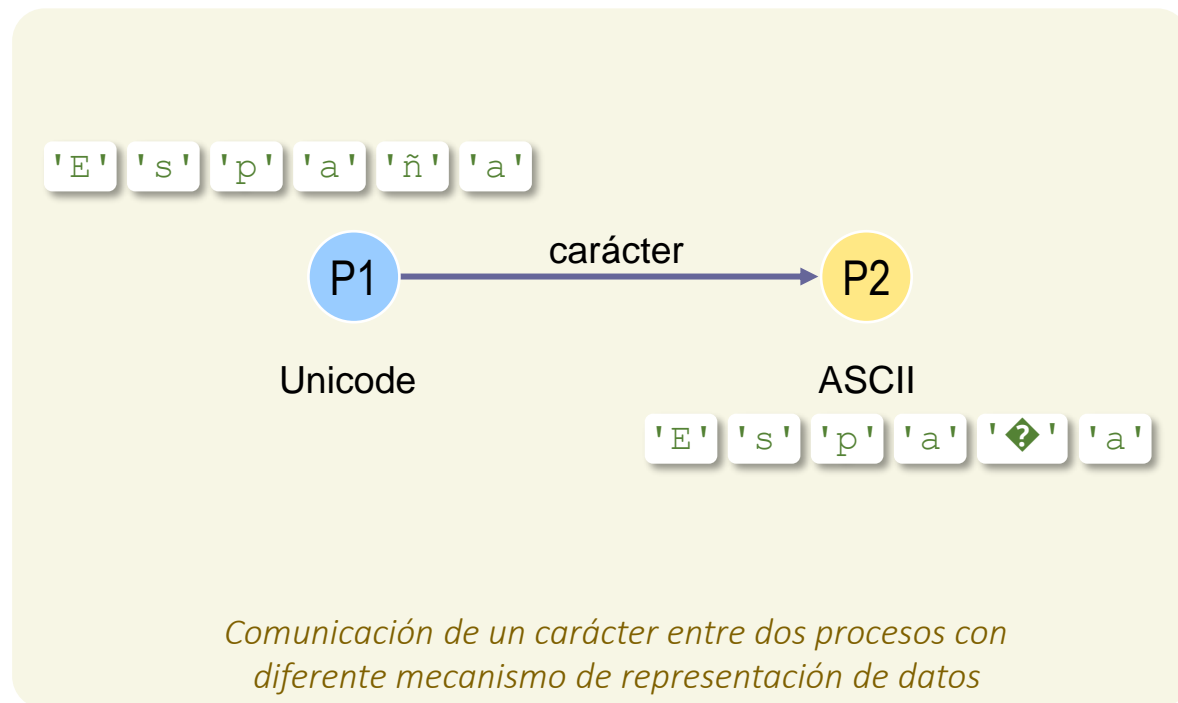 'E' 's' 'p' 'a' 'ñ' 'a'
carácter
P1 P2
Unicode ASCII
'E' 's' 'p' 'a' '�' 'a'
Comunicación de un carácter entre dos procesos con
diferente mecanismo de representación de datos